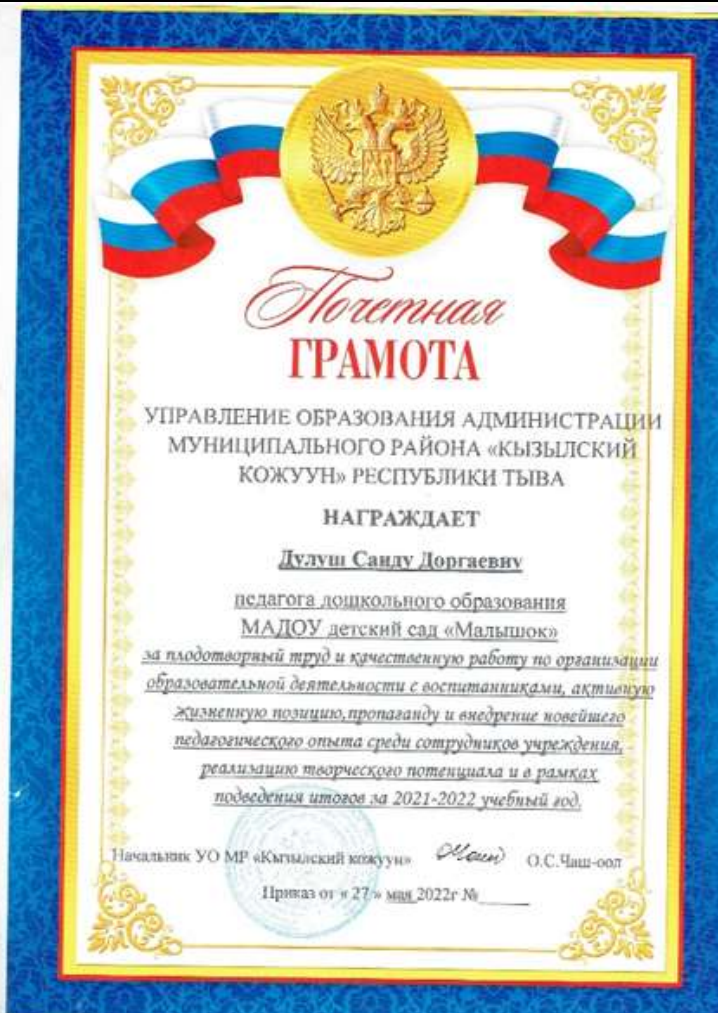 Почетная
ГРАМОТА
УПРАВЛЕНИЕ ОБРАЗОВАНИЯ АДМИНИСТРАЦИИ
МУНИЦИПАЛЬНОГО РАЙОНА «КЫЗЫЛСКИЙ
КОЖУУН» РЕСПУБЛИКИ ТЫВА
НАГРАЖДАЕТ
Дулуш Саиду Доргаевну
педагога дошкольного образования
МАДОУ детский сад «Малышок»
за плодотворный труд и качественную работу по организации
образовательной деятельности с воспитанниками, активную
жизненную позицию,пропаганду и внедрение новейшего
педагогического опыта среди сотрудников учреждения,
реализацию творческого потенциала и в рамках
подведения итогов за 2021-2022 учебный год.
Начальник УО МР «Кызылский кожуун» О.С.Чаш-оол
Приказ от « 27 » мая 2022г №______